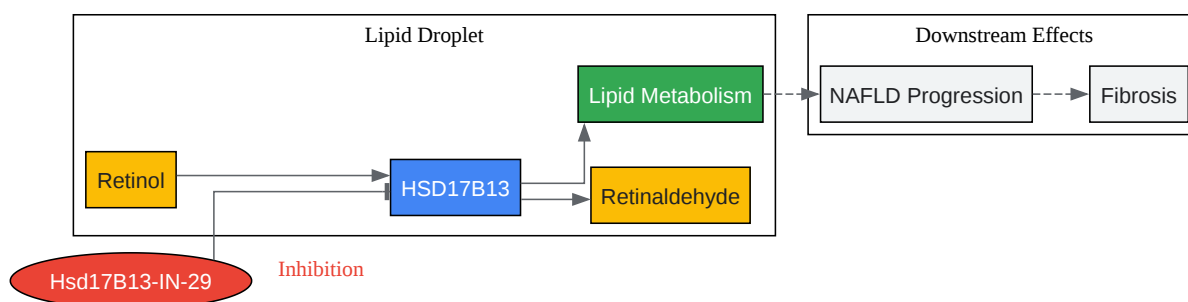 Lipid Droplet
Downstream Effects
Lipid Metabolism
NAFLD Progression
Fibrosis
Retinol
HSD17B13
Retinaldehyde
Hsd17B13-IN-29
Inhibition